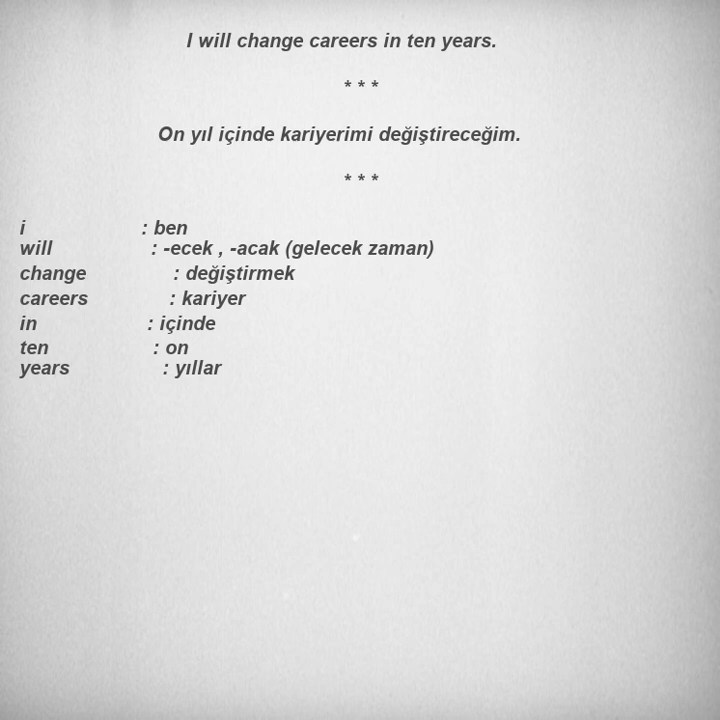 I will change careers in ten years.
* * *
On yıl içinde kariyerimi değiştireceğim.
* * *
i : ben
will : -ecek , -acak (gelecek zaman)
change : değiştirmek
careers : kariyer
in : içinde
ten : on
years : yıllar